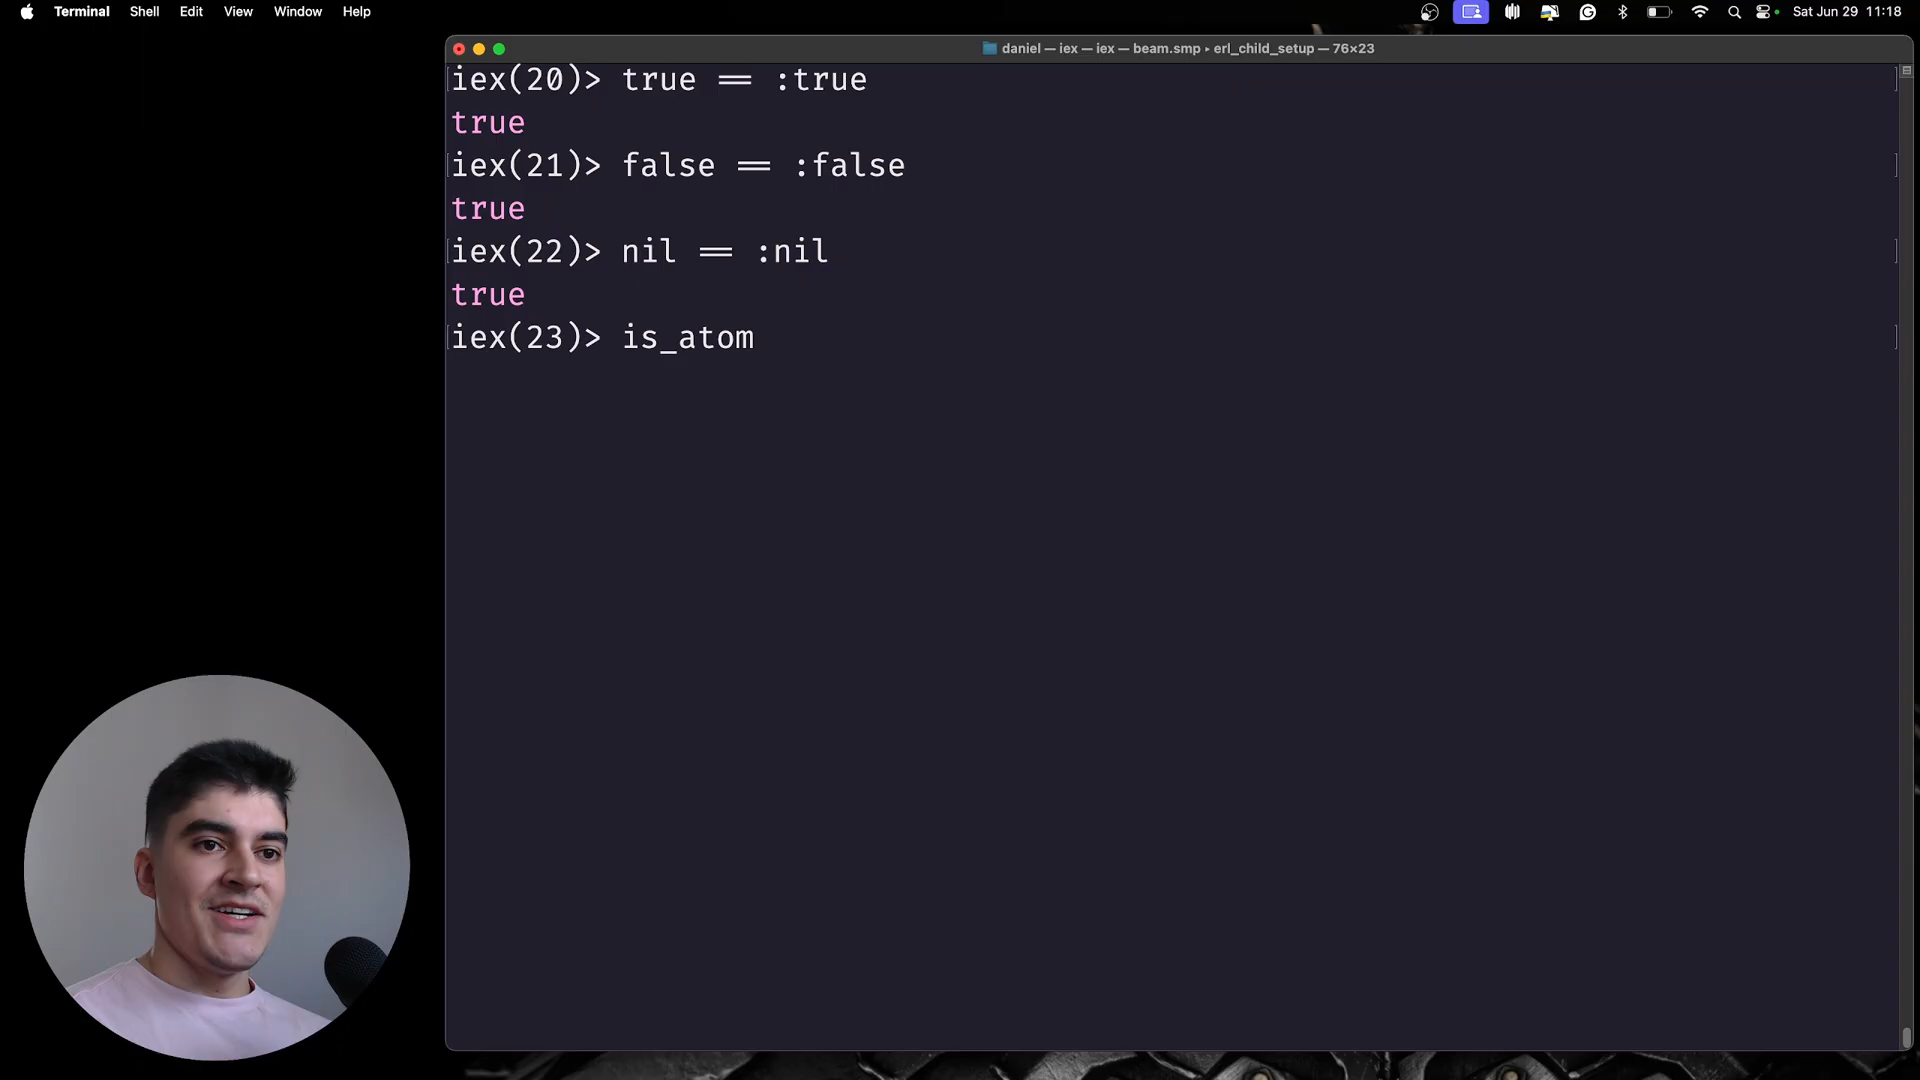 Terminal Shell Edit View Window Help Sat Jun 29 11:18
daniel — iex — iex — beam.smp ▸ erl_child_setup — 76×23
iex(20)> true == :true
true
iex(21)> false == :false
true
iex(22)> nil == :nil
true
iex(23)> is_atom